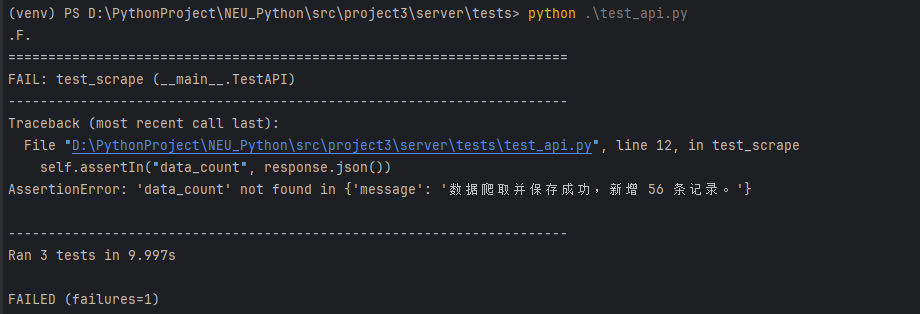 (venv) PS D:\PythonProject\NEU_Python\src\project3\server\tests> python .\test_api.py
.F.
======================================================================
FAIL: test_scrape (__main__.TestAPI)
----------------------------------------------------------------------
Traceback (most recent call last):
  File "D:\PythonProject\NEU_Python\src\project3\server\tests\test_api.py", line 12, in test_scrape
    self.assertIn("data_count", response.json())
AssertionError: 'data_count' not found in {'message': '数据爬取并保存成功，新增 56 条记录。'}

----------------------------------------------------------------------
Ran 3 tests in 9.997s

FAILED (failures=1)